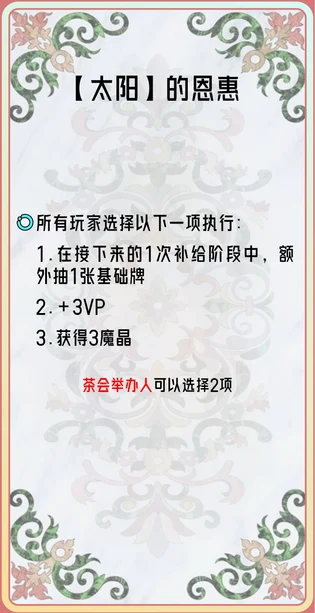 【太阳】的恩惠
所有玩家选择以下一项执行：
1.在接下来的1次补给阶段中，额
外抽1张基础牌
2.+3VP
3.获得3魔晶
茶会举办人可以选择2项